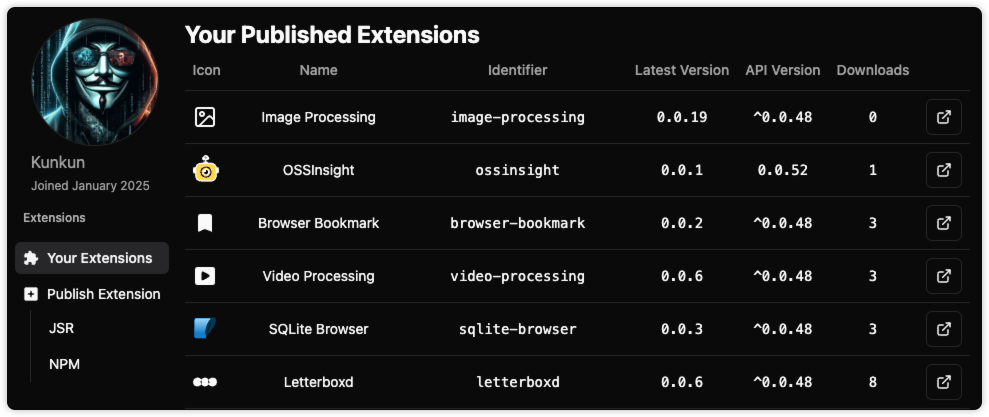 Your Published Extensions
Icon Name Identifier Latest Version API Version Downloads
Image Processing image-processing 0.0.19 ^0.0.48 0
OSSInsight ossinsight 0.0.1 0.0.52 1
Browser Bookmark browser-bookmark 0.0.2 ^0.0.48 3
Video Processing video-processing 0.0.6 ^0.0.48 3
SQLite Browser sqlite-browser 0.0.3 ^0.0.48 3
Letterboxd letterboxd 0.0.6 ^0.0.48 8
Kunkun
Joined January 2025
Extensions
Your Extensions
Publish Extension
JSR
NPM